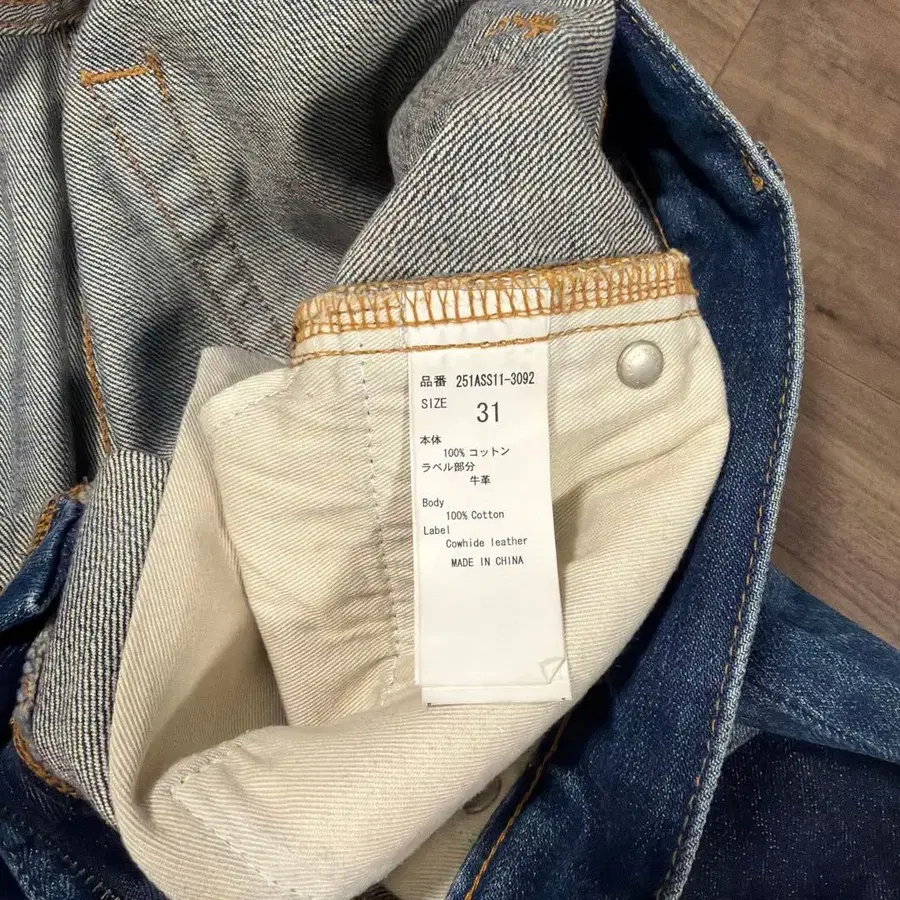 品番 251ASS11-3092
SIZE 31
本体
100% コットン
ラベル部分
牛革
Body
100% Cotton
Label
Cowhide leather
MADE IN CHINA